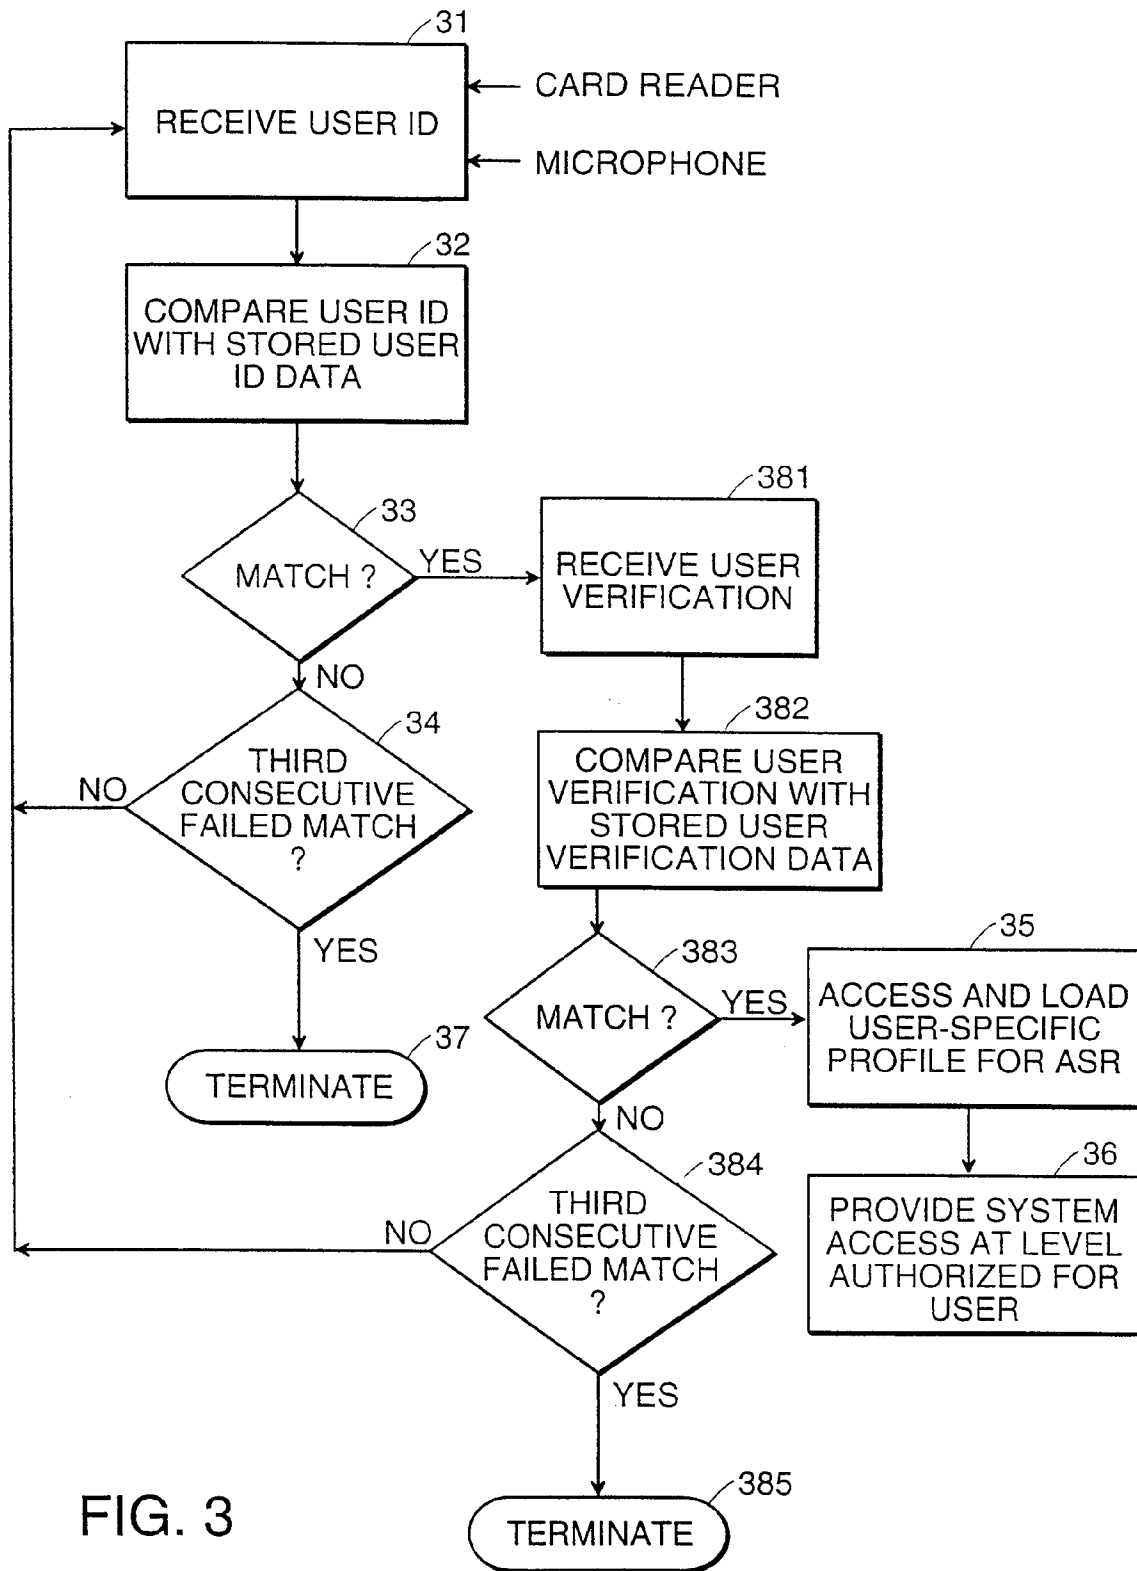 31
RECEIVE USER ID
CARD READER
MICROPHONE
32
COMPARE USER ID
WITH STORED USER
ID DATA
33
MATCH ?
YES
NO
381
RECEIVE USER
VERIFICATION
34
THIRD
CONSECUTIVE
FAILED MATCH
?
NO
YES
37
TERMINATE
382
COMPARE USER
VERIFICATION WITH
STORED USER
VERIFICATION DATA
383
MATCH ?
YES
NO
35
ACCESS AND LOAD
USER-SPECIFIC
PROFILE FOR ASR
36
PROVIDE SYSTEM
ACCESS AT LEVEL
AUTHORIZED FOR
USER
384
THIRD
CONSECUTIVE
FAILED MATCH
?
NO
YES
385
TERMINATE
FIG. 3